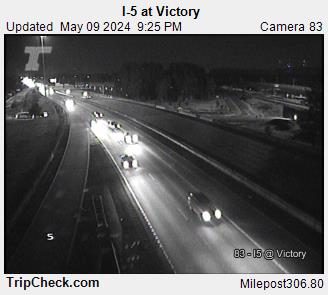 I-5 at Victory
Updated May 09 2024 9:25 PM Camera 83
T
S
83 - I5 @ Victory
TripCheck.com Milepost306.80